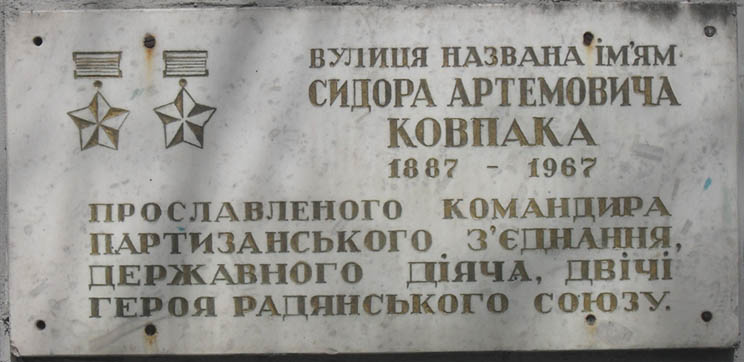 ВУЛИЦЯ НАЗВАНА ІМ'ЯМ
СИДОРА АРТЕМОВИЧА
КОВПАКА
1887 - 1967
ПРОСЛАВЛЕНОГО КОМАНДИРА
ПАРТИЗАНСЬКОГО З'ЄДНАННЯ,
ДЕРЖАВНОГО ДІЯЧА, ДВІЧІ
ГЕРОЯ РАДЯНСЬКОГО СОЮЗУ.